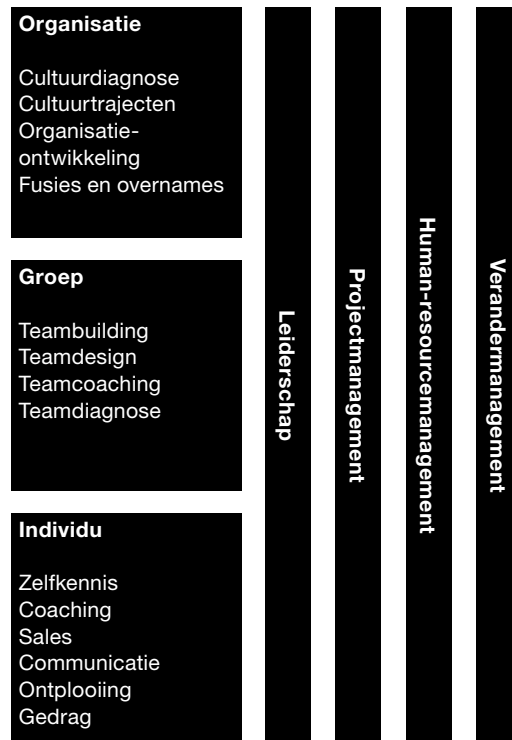 Organisatie
Cultuurdiagnose
Cultuurtrajecten
Organisatie-
ontwikkeling
Fusies en overnames
Groep
Teambuilding
Teamdesign
Teamcoaching
Teamdiagnose
Individu
Zelfkennis
Coaching
Sales
Communicatie
Ontplooiing
Gedrag
Leiderschap
Projectmanagement
Human-resourcemanagement
Verandermanagement